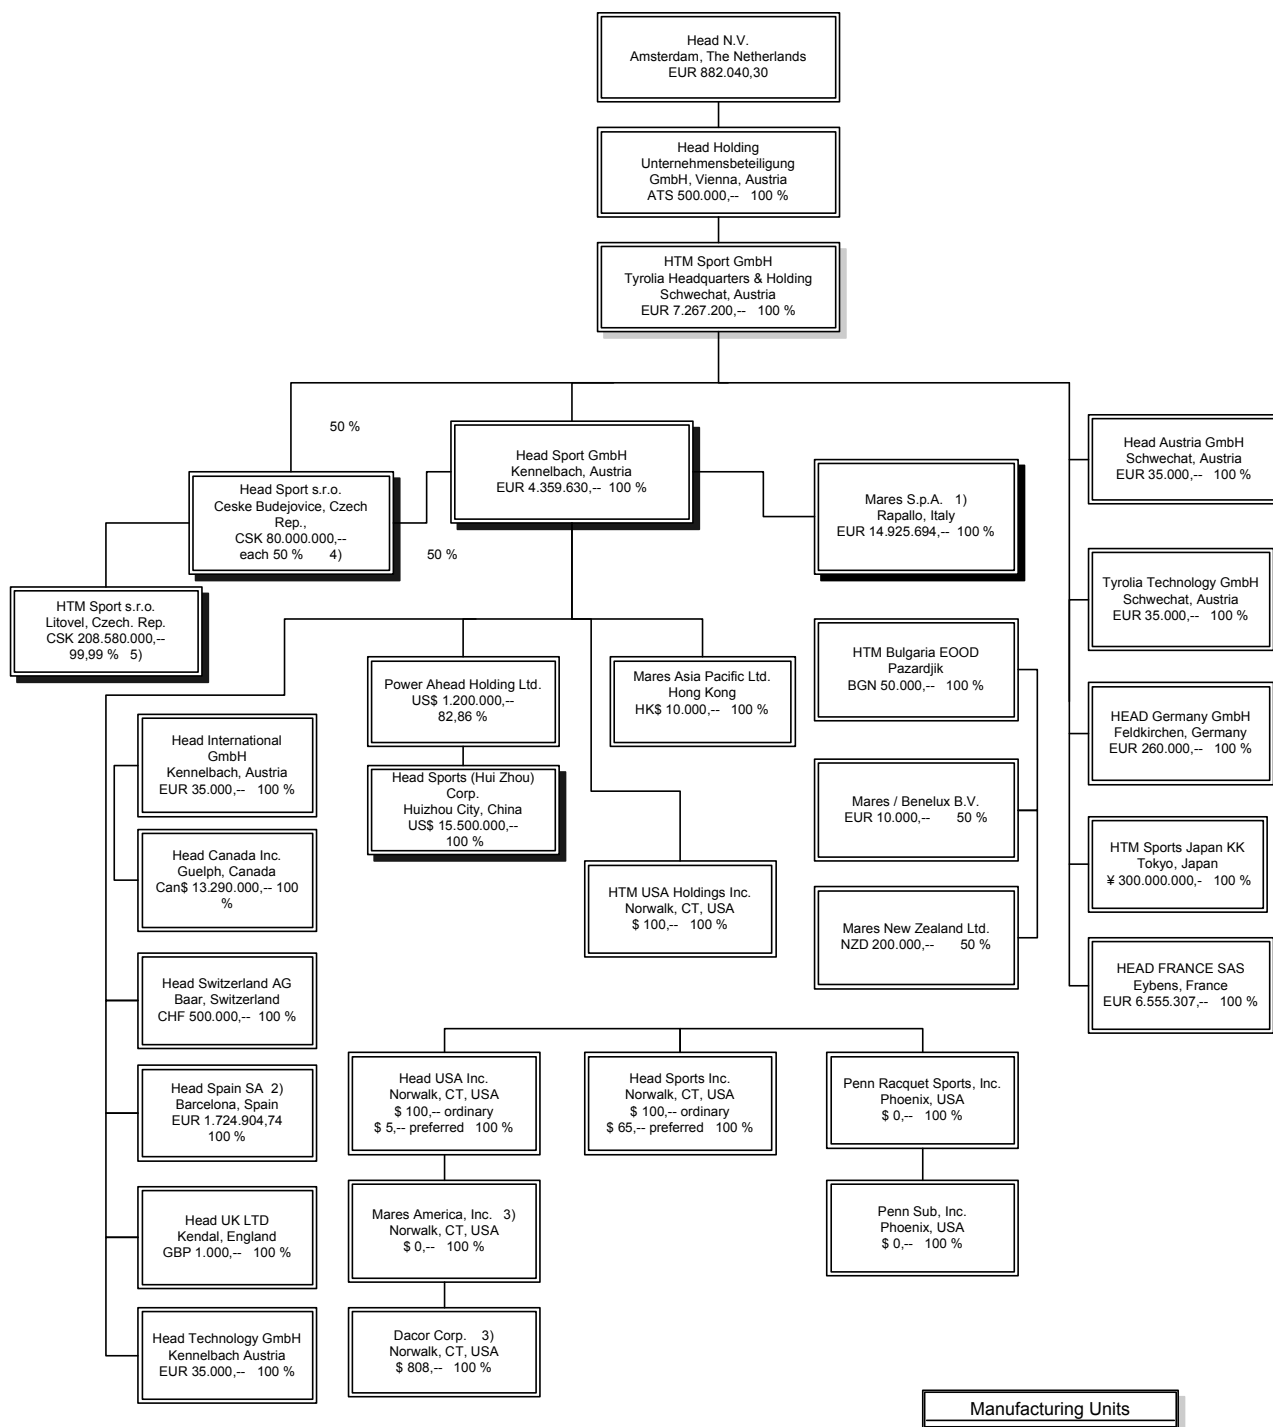 Head N.V.
Amsterdam, The Netherlands
EUR 882.040,30
Head Holding
Unternehmensbeteiligung
GmbH, Vienna, Austria
ATS 500.000,-- 100 %
HTM Sport GmbH
Tyrolia Headquarters & Holding
Schwechat, Austria
EUR 7.267.200,-- 100 %
50 %
Head Sport GmbH
Kennelbach, Austria
EUR 4.359.630,-- 100 %
Head Austria GmbH
Schwechat, Austria
EUR 35.000,-- 100 %
Head Sport s.r.o.
Ceske Budejovice, Czech
Rep.,
CSK 80.000.000,--
each 50 % 4)
50 %
Mares S.p.A. 1)
Rapallo, Italy
EUR 14.925.694,-- 100 %
HTM Sport s.r.o.
Litovel, Czech. Rep.
CSK 208.580.000,--
99,99 % 5)
Tyrolia Technology GmbH
Schwechat, Austria
EUR 35.000,-- 100 %
Power Ahead Holding Ltd.
US$ 1.200.000,--
82,86 %
Mares Asia Pacific Ltd.
Hong Kong
HK$ 10.000,-- 100 %
HTM Bulgaria EOOD
Pazardjik
BGN 50.000,-- 100 %
Head International
GmbH
Kennelbach, Austria
EUR 35.000,-- 100 %
HEAD Germany GmbH
Feldkirchen, Germany
EUR 260.000,-- 100 %
Head Sports (Hui Zhou)
Corp.
Huizhou City, China
US$ 15.500.000,--
100 %
Mares / Benelux B.V.
EUR 10.000,-- 50 %
Head Canada Inc.
Guelph, Canada
Can$ 13.290.000,-- 100
%
HTM Sports Japan KK
Tokyo, Japan
¥ 300.000.000,- 100 %
HTM USA Holdings Inc.
Norwalk, CT, USA
$ 100,-- 100 %
Mares New Zealand Ltd.
NZD 200.000,-- 50 %
Head Switzerland AG
Baar, Switzerland
CHF 500.000,-- 100 %
HEAD FRANCE SAS
Eybens, France
EUR 6.555.307,-- 100 %
Head Spain SA 2)
Barcelona, Spain
EUR 1.724.904,74
100 %
Head USA Inc.
Norwalk, CT, USA
$ 100,-- ordinary
$ 5,-- preferred 100 %
Head Sports Inc.
Norwalk, CT, USA
$ 100,-- ordinary
$ 65,-- preferred 100 %
Penn Racquet Sports, Inc.
Phoenix, USA
$ 0,-- 100 %
Head UK LTD
Kendal, England
GBP 1.000,-- 100 %
Mares America, Inc. 3)
Norwalk, CT, USA
$ 0,-- 100 %
Penn Sub, Inc.
Phoenix, USA
$ 0,-- 100 %
Head Technology GmbH
Kennelbach Austria
EUR 35.000,-- 100 %
Dacor Corp. 3)
Norwalk, CT, USA
$ 808,-- 100 %
Manufacturing Units